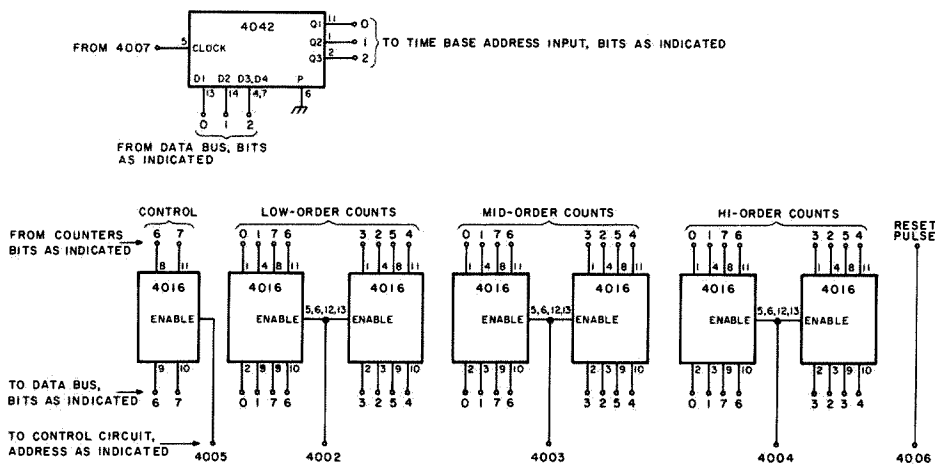 4042
FROM 4007
5
CLOCK
Q1 11 0
Q2 1 1
Q3 2 2
TO TIME BASE ADDRESS INPUT, BITS AS INDICATED
D1 D2 D3,D4 P
13 14 4,7 6
0 1 2
FROM DATA BUS, BITS
AS INDICATED
CONTROL LOW-ORDER COUNTS MID-ORDER COUNTS HI-ORDER COUNTS
FROM COUNTERS
BITS AS INDICATED
6 7 0 1 7 6 3 2 5 4 0 1 7 6 3 2 5 4 0 1 7 6 3 2 5 4
RESET
PULSE
8 11 1 4 8 11 1 4 8 11 1 4 8 11 1 4 8 11 1 4 8 11 1 4 8 11
4016 4016 4016 4016 4016 4016 4016
ENABLE ENABLE 5,6,12,13 ENABLE ENABLE 5,6,12,13 ENABLE ENABLE 5,6,12,13 ENABLE
9 10 2 10 2 3 9 10 2 3 9 10 2 3 9 10 2 3 9 10 2 3 9 10
TO DATA BUS,
BITS AS INDICATED
6 7 0 1 7 6 3 2 5 4 0 1 7 6 3 2 5 4 0 1 7 6 3 2 3 4
TO CONTROL CIRCUIT,
ADDRESS AS INDICATED
4005 4002 4003 4004 4006